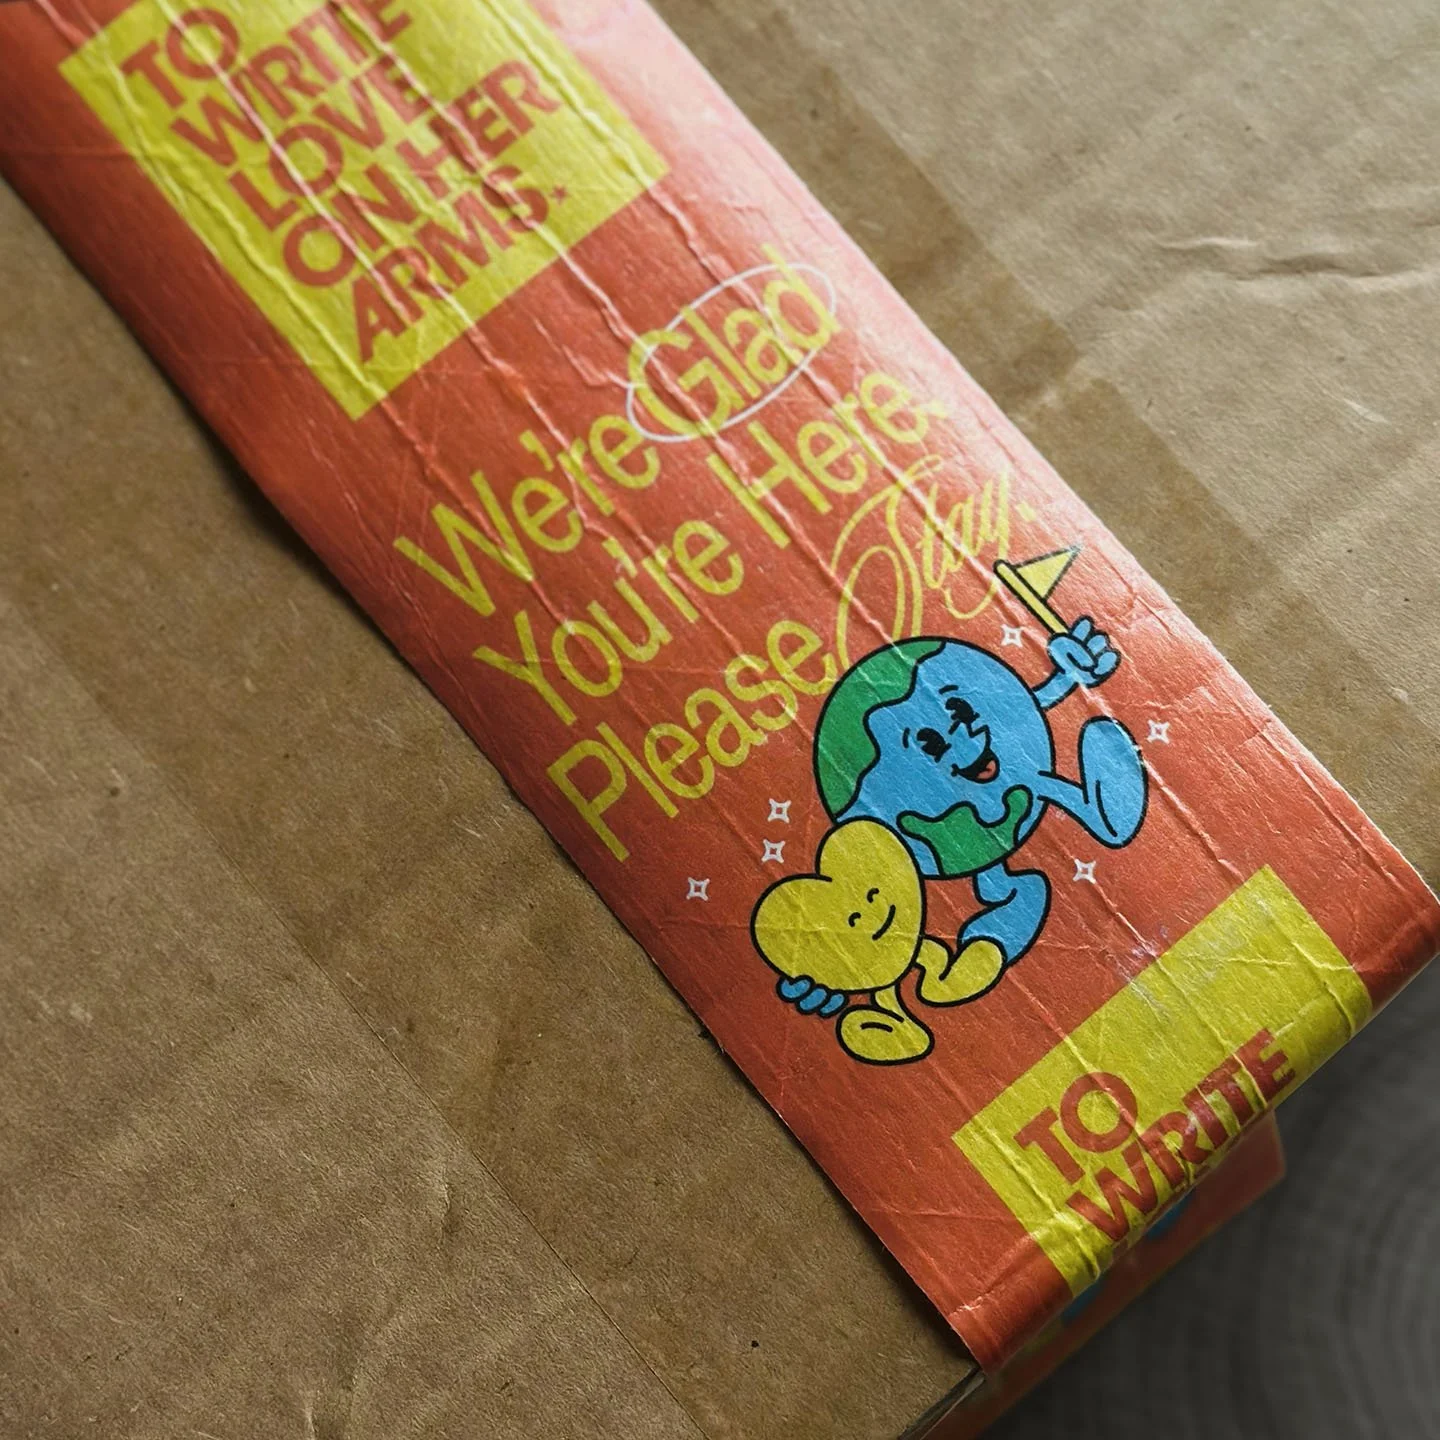 TO
WRITE
LOVE
ON HER
ARMS.
We're Glad
You're Here.
Please Stay.
TO
WRITE